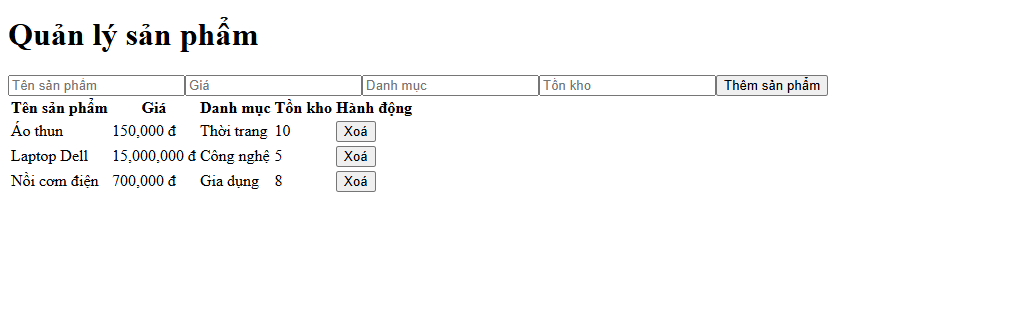 Quản lý sản phẩm
Tên sản phẩm Giá Danh mục Tồn kho Thêm sản phẩm
Tên sản phẩm Giá Danh mục Tồn kho Hành động
Áo thun 150,000 đ Thời trang 10 Xoá
Laptop Dell 15,000,000 đ Công nghệ 5 Xoá
Nồi cơm điện 700,000 đ Gia dụng 8 Xoá